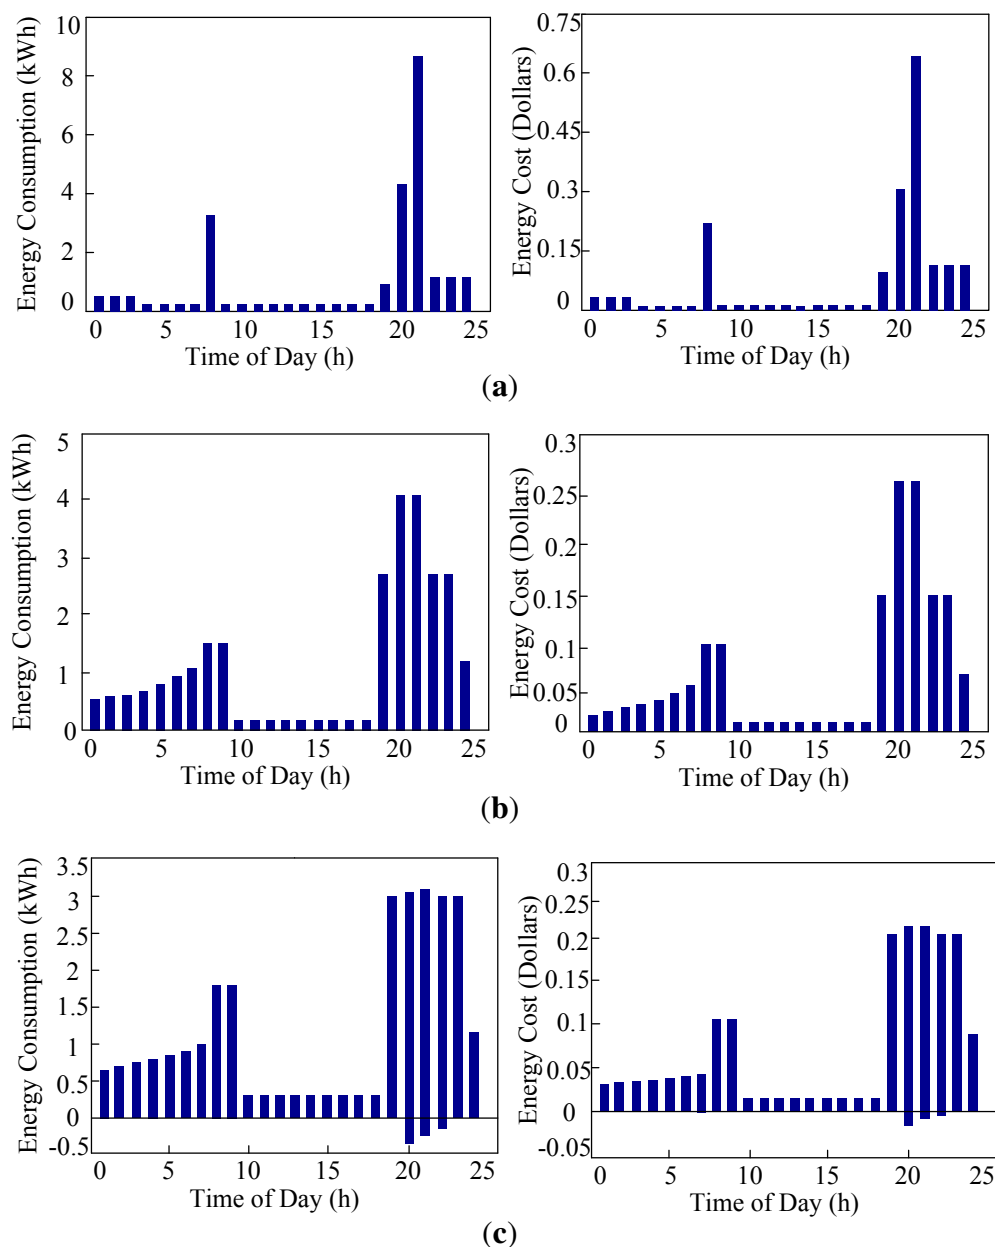 Energy Consumption (kWh)
10
8
6
4
2
0
0 5 10 15 20 25
Time of Day (h)
Energy Cost (Dollars)
0.75
0.6
0.45
0.3
0.15
0
0 5 10 15 20 25
Time of Day (h)
(a)
Energy Consumption (kWh)
5
4
3
2
1
0
0 5 10 15 20 25
Time of Day (h)
Energy Cost (Dollars)
0.3
0.25
0.2
0.15
0.1
0.05
0
0 5 10 15 20 25
Time of Day (h)
(b)
Energy Consumption (kWh)
3.5
3
2.5
2
1.5
1
0.5
0
-0.5
0 5 10 15 20 25
Time of Day (h)
Energy Cost (Dollars)
0.3
0.25
0.2
0.15
0.1
0.05
0
-0.05
0 5 10 15 20 25
Time of Day (h)
(c)